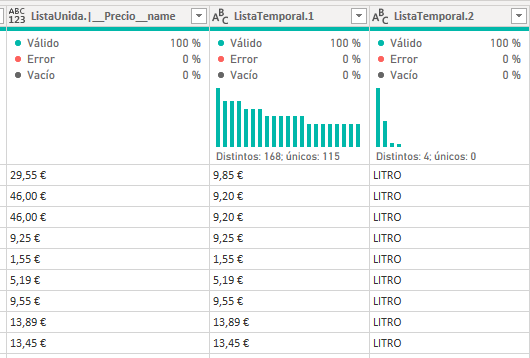 ABC 123 ListaUnida.|__Precio__name ABC ListaTemporal.1 ABC ListaTemporal.2
Válido 100 % Válido 100 % Válido 100 %
Error 0 % Error 0 % Error 0 %
Vacío 0 % Vacío 0 % Vacío 0 %
Distintos: 168; únicos: 115 Distintos: 4; únicos: 0
29,55 € 9,85 € LITRO
46,00 € 9,20 € LITRO
46,00 € 9,20 € LITRO
9,25 € 9,25 € LITRO
1,55 € 1,55 € LITRO
5,19 € 5,19 € LITRO
9,55 € 9,55 € LITRO
13,89 € 13,89 € LITRO
13,45 € 13,45 € LITRO